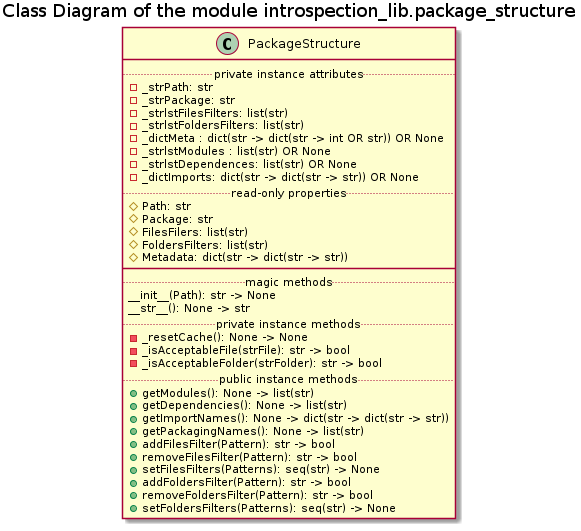 Class Diagram of the module introspection_lib.package_structure
C PackageStructure
private instance attributes
_strPath: str
_strPackage: str
_strlstFilesFilters: list(str)
_strlstFoldersFilters: list(str)
_dictMeta : dict(str -> dict(str -> int OR str)) OR None
_strlstModules : list(str) OR None
_strlstDependences: list(str) OR None
_dictImports: dict(str -> dict(str -> str)) OR None
read-only properties
Path: str
Package: str
FilesFilers: list(str)
FoldersFilters: list(str)
Metadata: dict(str -> dict(str -> str))
magic methods
__init__(Path): str -> None
__str__(): None -> str
private instance methods
_resetCache(): None -> None
_isAcceptableFile(strFile): str -> bool
_isAcceptableFolder(strFolder): str -> bool
public instance methods
getModules(): None -> list(str)
getDependencies(): None -> list(str)
getImportNames(): None -> dict(str -> dict(str -> str))
getPackagingNames(): None -> list(str)
addFilesFilter(Pattern): str -> bool
removeFilesFilter(Pattern): str -> bool
setFilesFilters(Patterns): seq(str) -> None
addFoldersFilter(Pattern): str -> bool
removeFoldersFilter(Pattern): str -> bool
setFoldersFilters(Patterns): seq(str) -> None